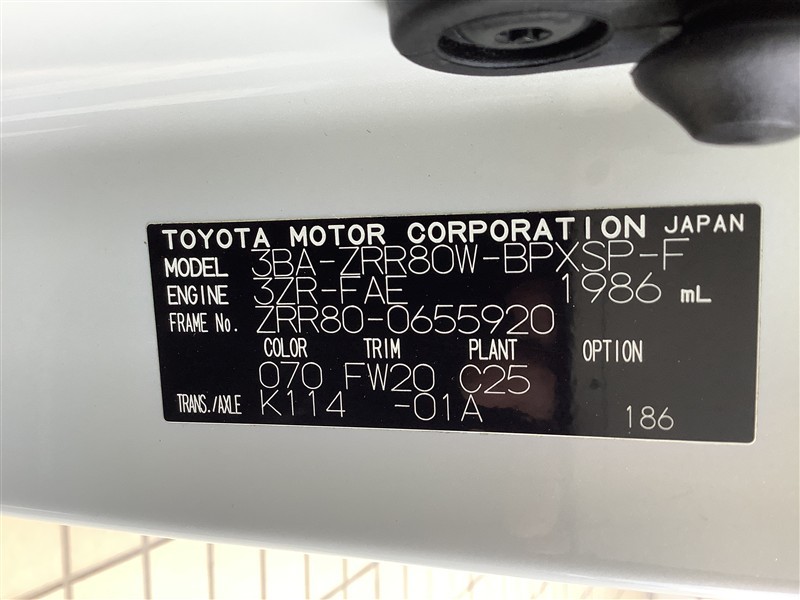 TOYOTA MOTOR CORPORATION JAPAN
MODEL 3BA-ZRR80W-BPXSP-F
ENGINE 3ZR-FAE 1986 mL
FRAME No. ZRR80-0655920
COLOR TRIM PLANT OPTION
070 FW20 C25
TRANS./AXLE K114 -01A 186